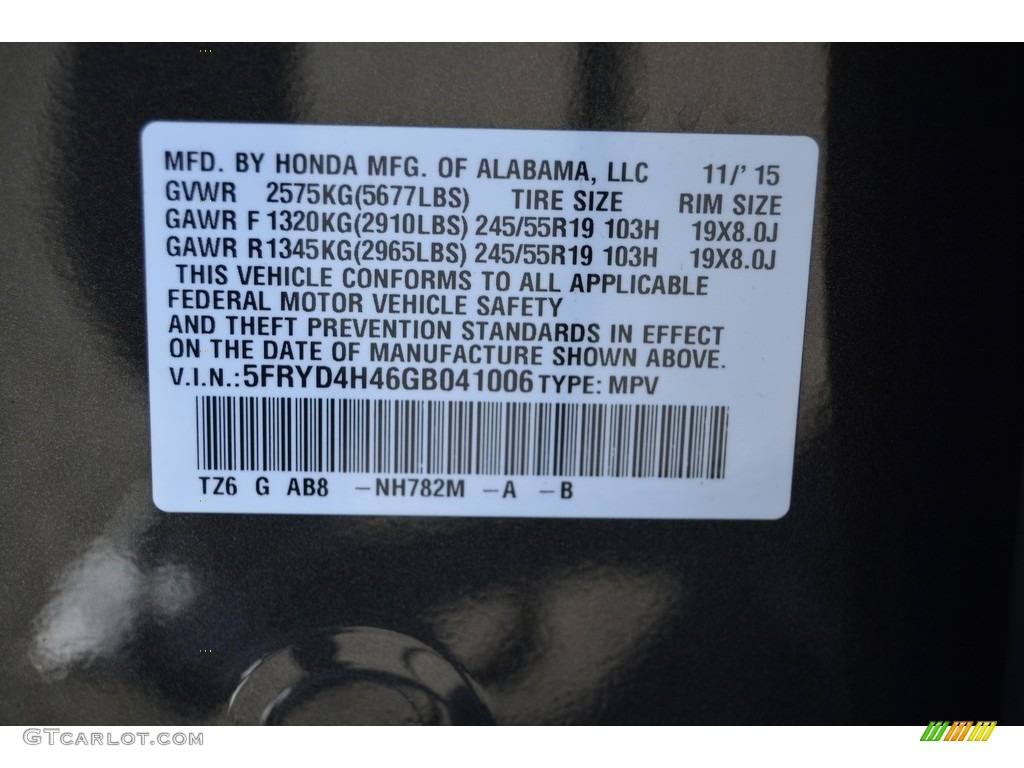 MFD. BY HONDA MFG. OF ALABAMA, LLC 11/' 15
GVWR 2575KG(5677LBS) TIRE SIZE RIM SIZE
GAWR F 1320KG(2910LBS) 245/55R19 103H 19X8.0J
GAWR R1345KG(2965LBS) 245/55R19 103H 19X8.0J
THIS VEHICLE CONFORMS TO ALL APPLICABLE
FEDERAL MOTOR VEHICLE SAFETY
AND THEFT PREVENTION STANDARDS IN EFFECT
ON THE DATE OF MANUFACTURE SHOWN ABOVE.
V.I.N.:5FRYD4H46GB041006 TYPE: MPV
TZ6 G AB8 -NH782M -A -B
GTCARLOT.COM